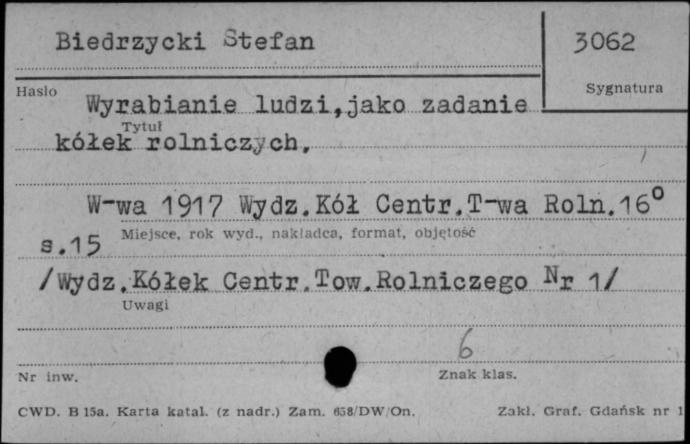 Biedrzycki Stefan
3062
Hasło
Sygnatura
Wyrabianie ludzi,jako zadanie
Tytuł
kółek rolniczych.
W-wa 1917 Wydz.Kół Centr.T-wa Roln.16°
s.15
Miejsce, rok wyd., nakładca, format, objętość
/Wydz.Kółek Centr.Tow.Rolniczego Nr 1/
Uwagi
6
Nr inw.
Znak klas.
CWD. B 15a. Karta katal. (z nadr.) Zam. 658/DW/On.
Zakł. Graf. Gdańsk nr 1